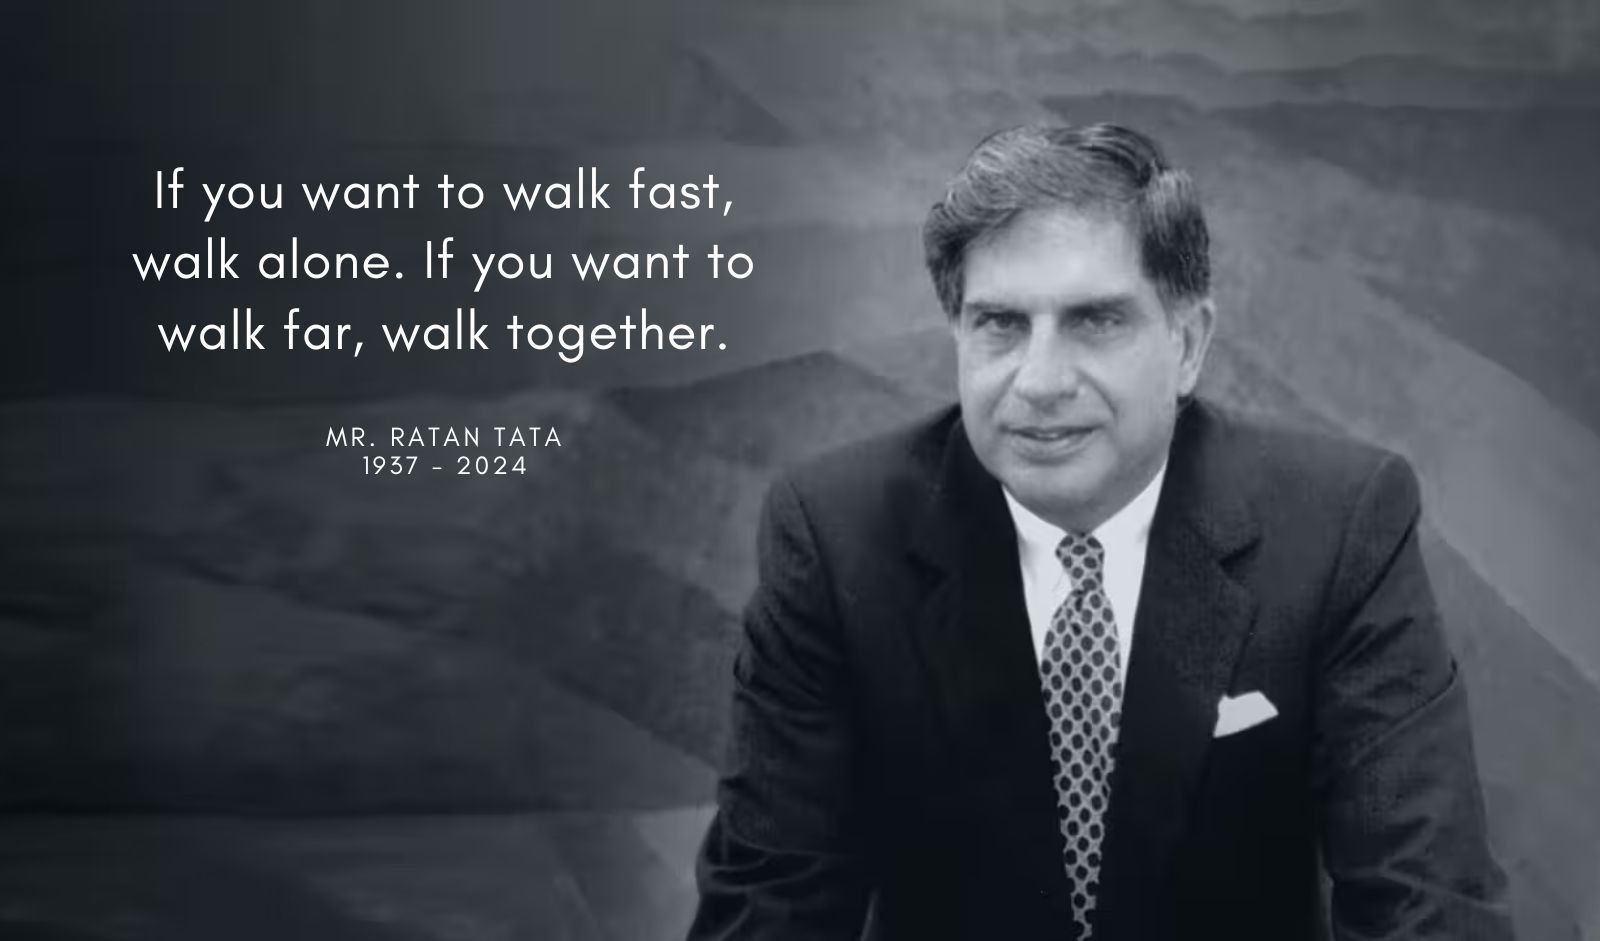 If you want to walk fast,
walk alone. If you want to
walk far, walk together.
MR. RATAN TATA
1937 - 2024